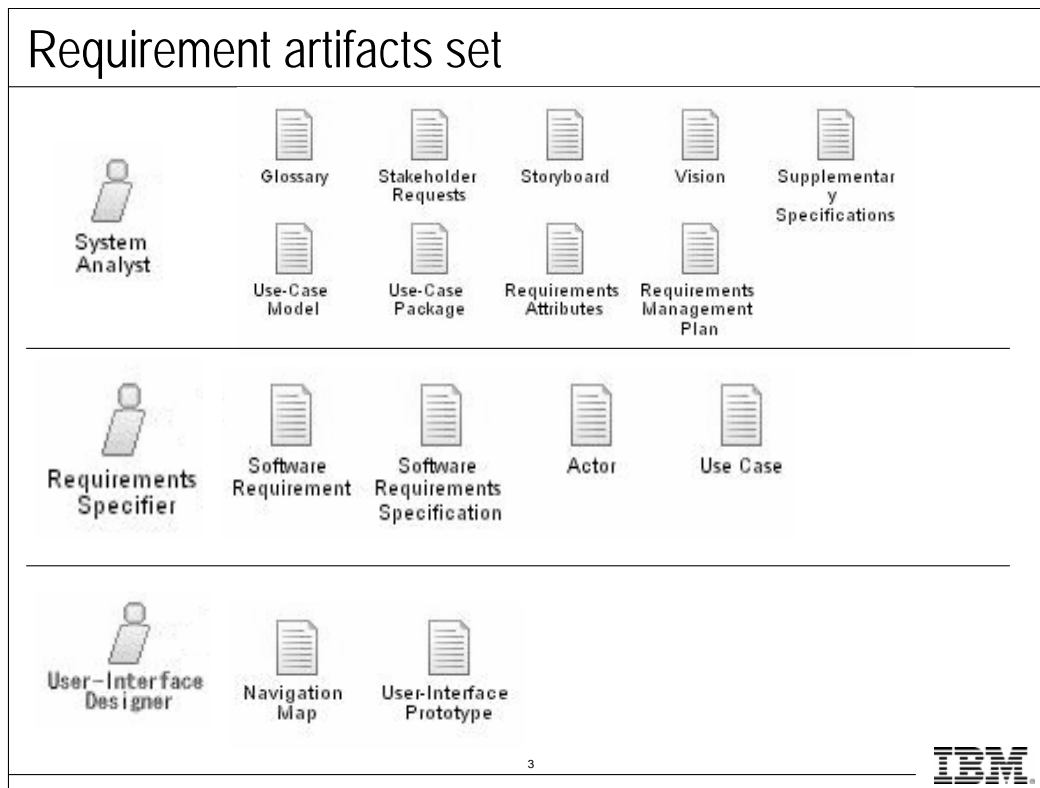 Requirement artifacts set
System
Analyst
Glossary
Stakeholder
Requests
Storyboard
Vision
Supplementar
y
Specifications
Use-Case
Model
Use-Case
Package
Requirements
Attributes
Requirements
Management
Plan
Requirements
Specifier
Software
Requirement
Software
Requirements
Specification
Actor
Use Case
User-Interface
Designer
Navigation
Map
User-Interface
Prototype
3
IBM.